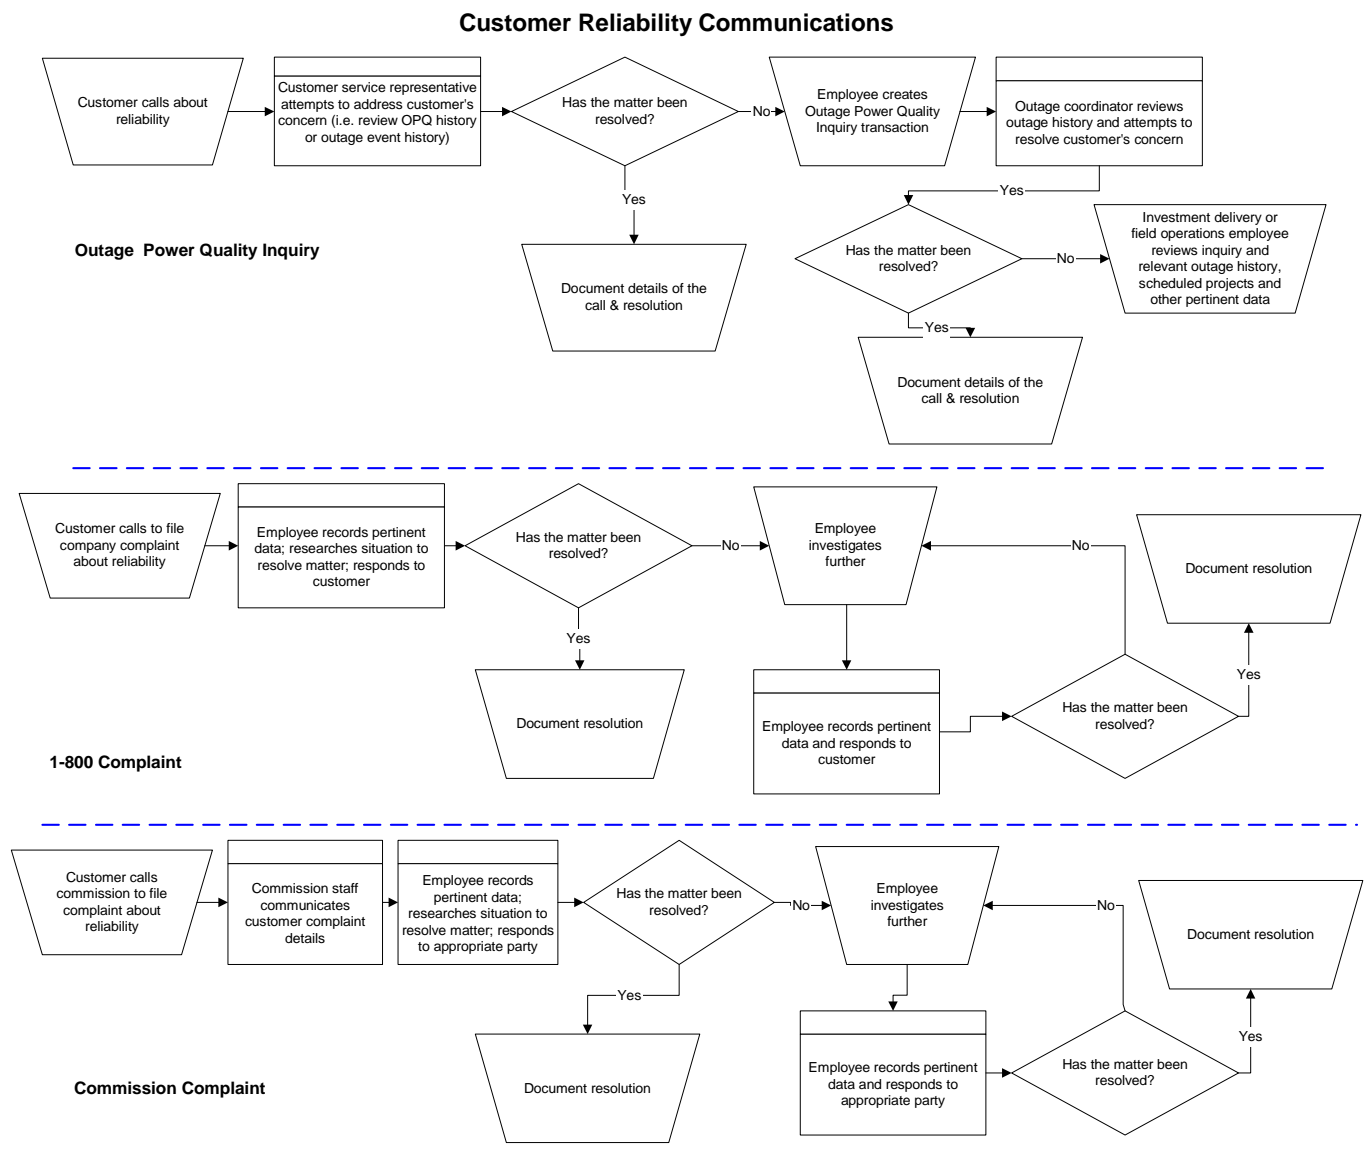 Customer Reliability Communications
Customer calls about
reliability
Customer service representative
attempts to address customer's
concern (i.e. review OPQ history
or outage event history)
Has the matter been
resolved?
No
Employee creates
Outage Power Quality
Inquiry transaction
Outage coordinator reviews
outage history and attempts to
resolve customer's concern
Yes
Yes
Document details of the
call & resolution
Has the matter been
resolved?
No
Investment delivery or
field operations employee
reviews inquiry and
relevant outage history,
scheduled projects and
other pertinent data
Yes
Document details of the
call & resolution
Outage  Power Quality Inquiry
Customer calls to file
company complaint
about reliability
Employee records pertinent
data; researches situation to
resolve matter; responds to
customer
Has the matter been
resolved?
No
Employee
investigates
further
No
Document resolution
Yes
Document resolution
Employee records pertinent
data and responds to
customer
Has the matter been
resolved?
Yes
1-800 Complaint
Customer calls
commission to file
complaint about
reliability
Commission staff
communicates
customer complaint
details
Employee records
pertinent data;
researches situation to
resolve matter; responds
to appropriate party
Has the matter been
resolved?
No
Employee
investigates
further
No
Document resolution
Yes
Document resolution
Employee records pertinent
data and responds to
appropriate party
Has the matter been
resolved?
Yes
Commission Complaint